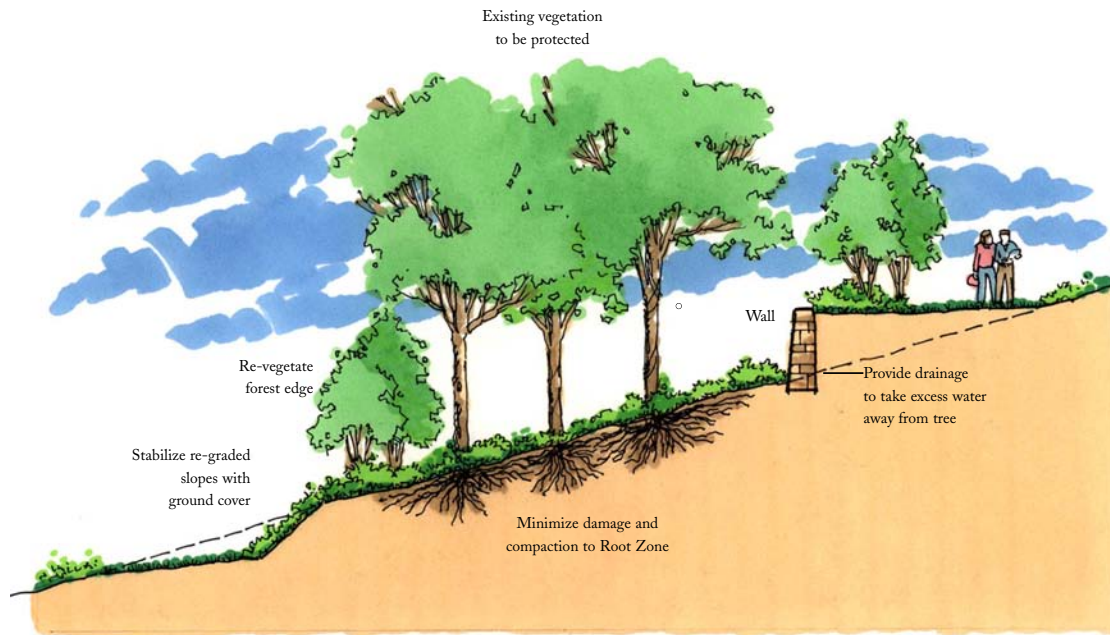 Existing vegetation
to be protected
Wall
Re-vegetate
forest edge
Provide drainage
to take excess water
away from tree
Stabilize re-graded
slopes with
ground cover
Minimize damage and
compaction to Root Zone